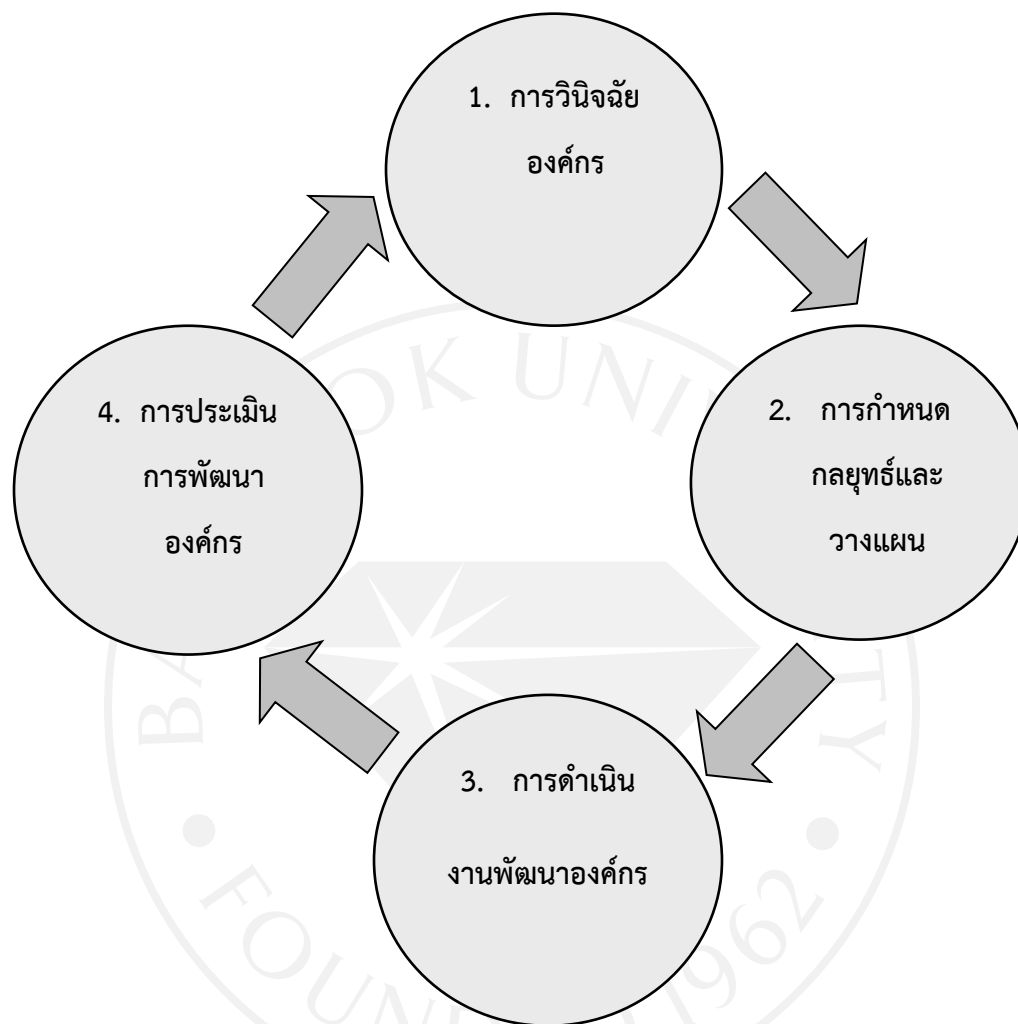 1. การวินิจฉัย
องค์กร
2. การกำหนด
กลยุทธ์และ
วางแผน
3. การดำเนิน
งานพัฒนาองค์กร
4. การประเมิน
การพัฒนา
องค์กร